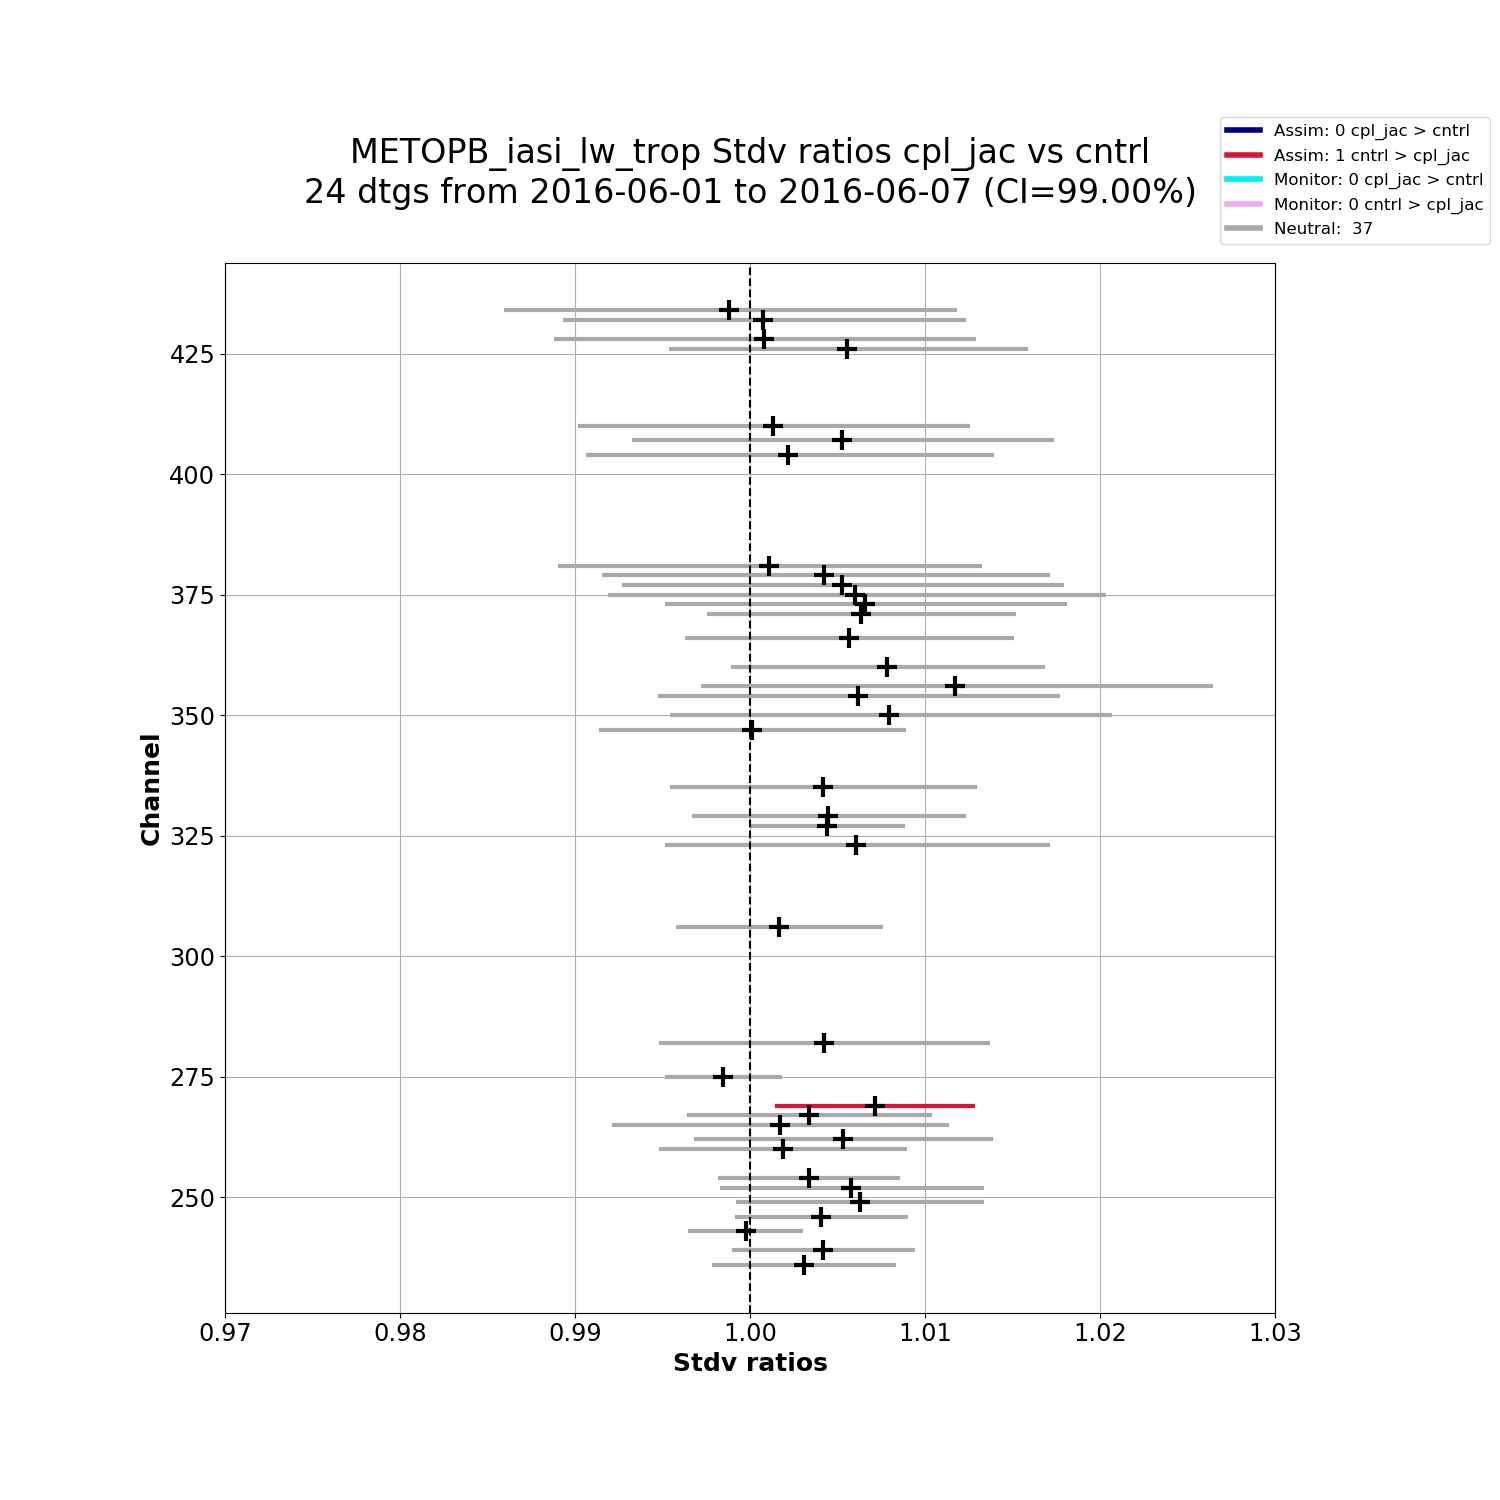 METOPB_iasi_lw_trop Stdv ratios cpl_jac vs cntrl
24 dtgs from 2016-06-01 to 2016-06-07 (CI=99.00%)
Assim: 0 cpl_jac > cntrl
Assim: 1 cntrl > cpl_jac
Monitor: 0 cpl_jac > cntrl
Monitor: 0 cntrl > cpl_jac
Neutral:  37
425
400
375
350
325
300
275
250
Channel
0.97 0.98 0.99 1.00 1.01 1.02 1.03
Stdv ratios